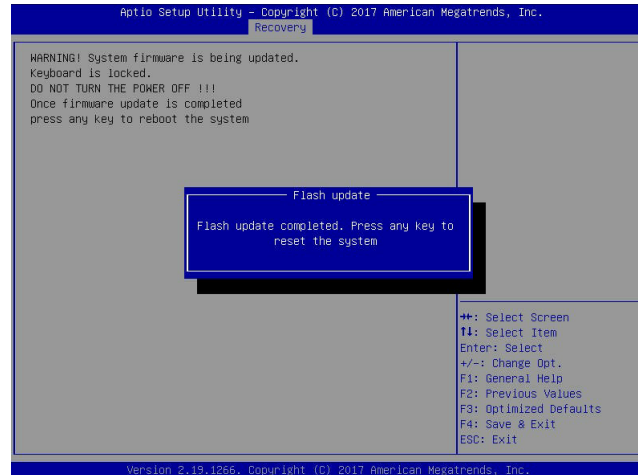 Aptio Setup Utility – Copyright (C) 2017 American Megatrends, Inc.
Recovery
WARNING! System firmware is being updated.
Keyboard is locked.
DO NOT TURN THE POWER OFF !!!
Once firmware update is completed
press any key to reboot the system
Flash update
Flash update completed. Press any key to
reset the system
→←: Select Screen
↑↓: Select Item
Enter: Select
+/-: Change Opt.
F1: General Help
F2: Previous Values
F3: Optimized Defaults
F4: Save & Exit
ESC: Exit
Version 2.19.1266. Copyright (C) 2017 American Megatrends, Inc.